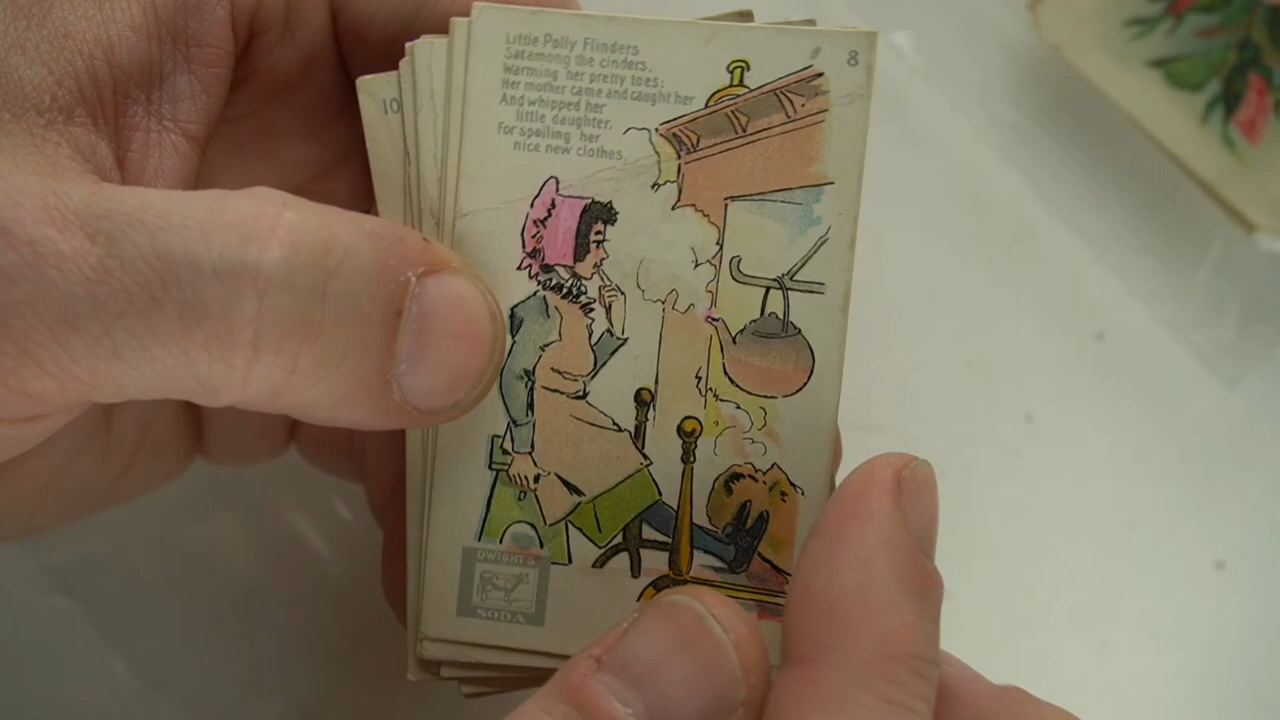 Little Polly Flinders
Sat among the cinders.
Warming her pretty toes:
Her mother came and caught her
And whipped her
little daughter,
For spoiling her
nice new clothes.
8
10
DWIGHT'S
SODA